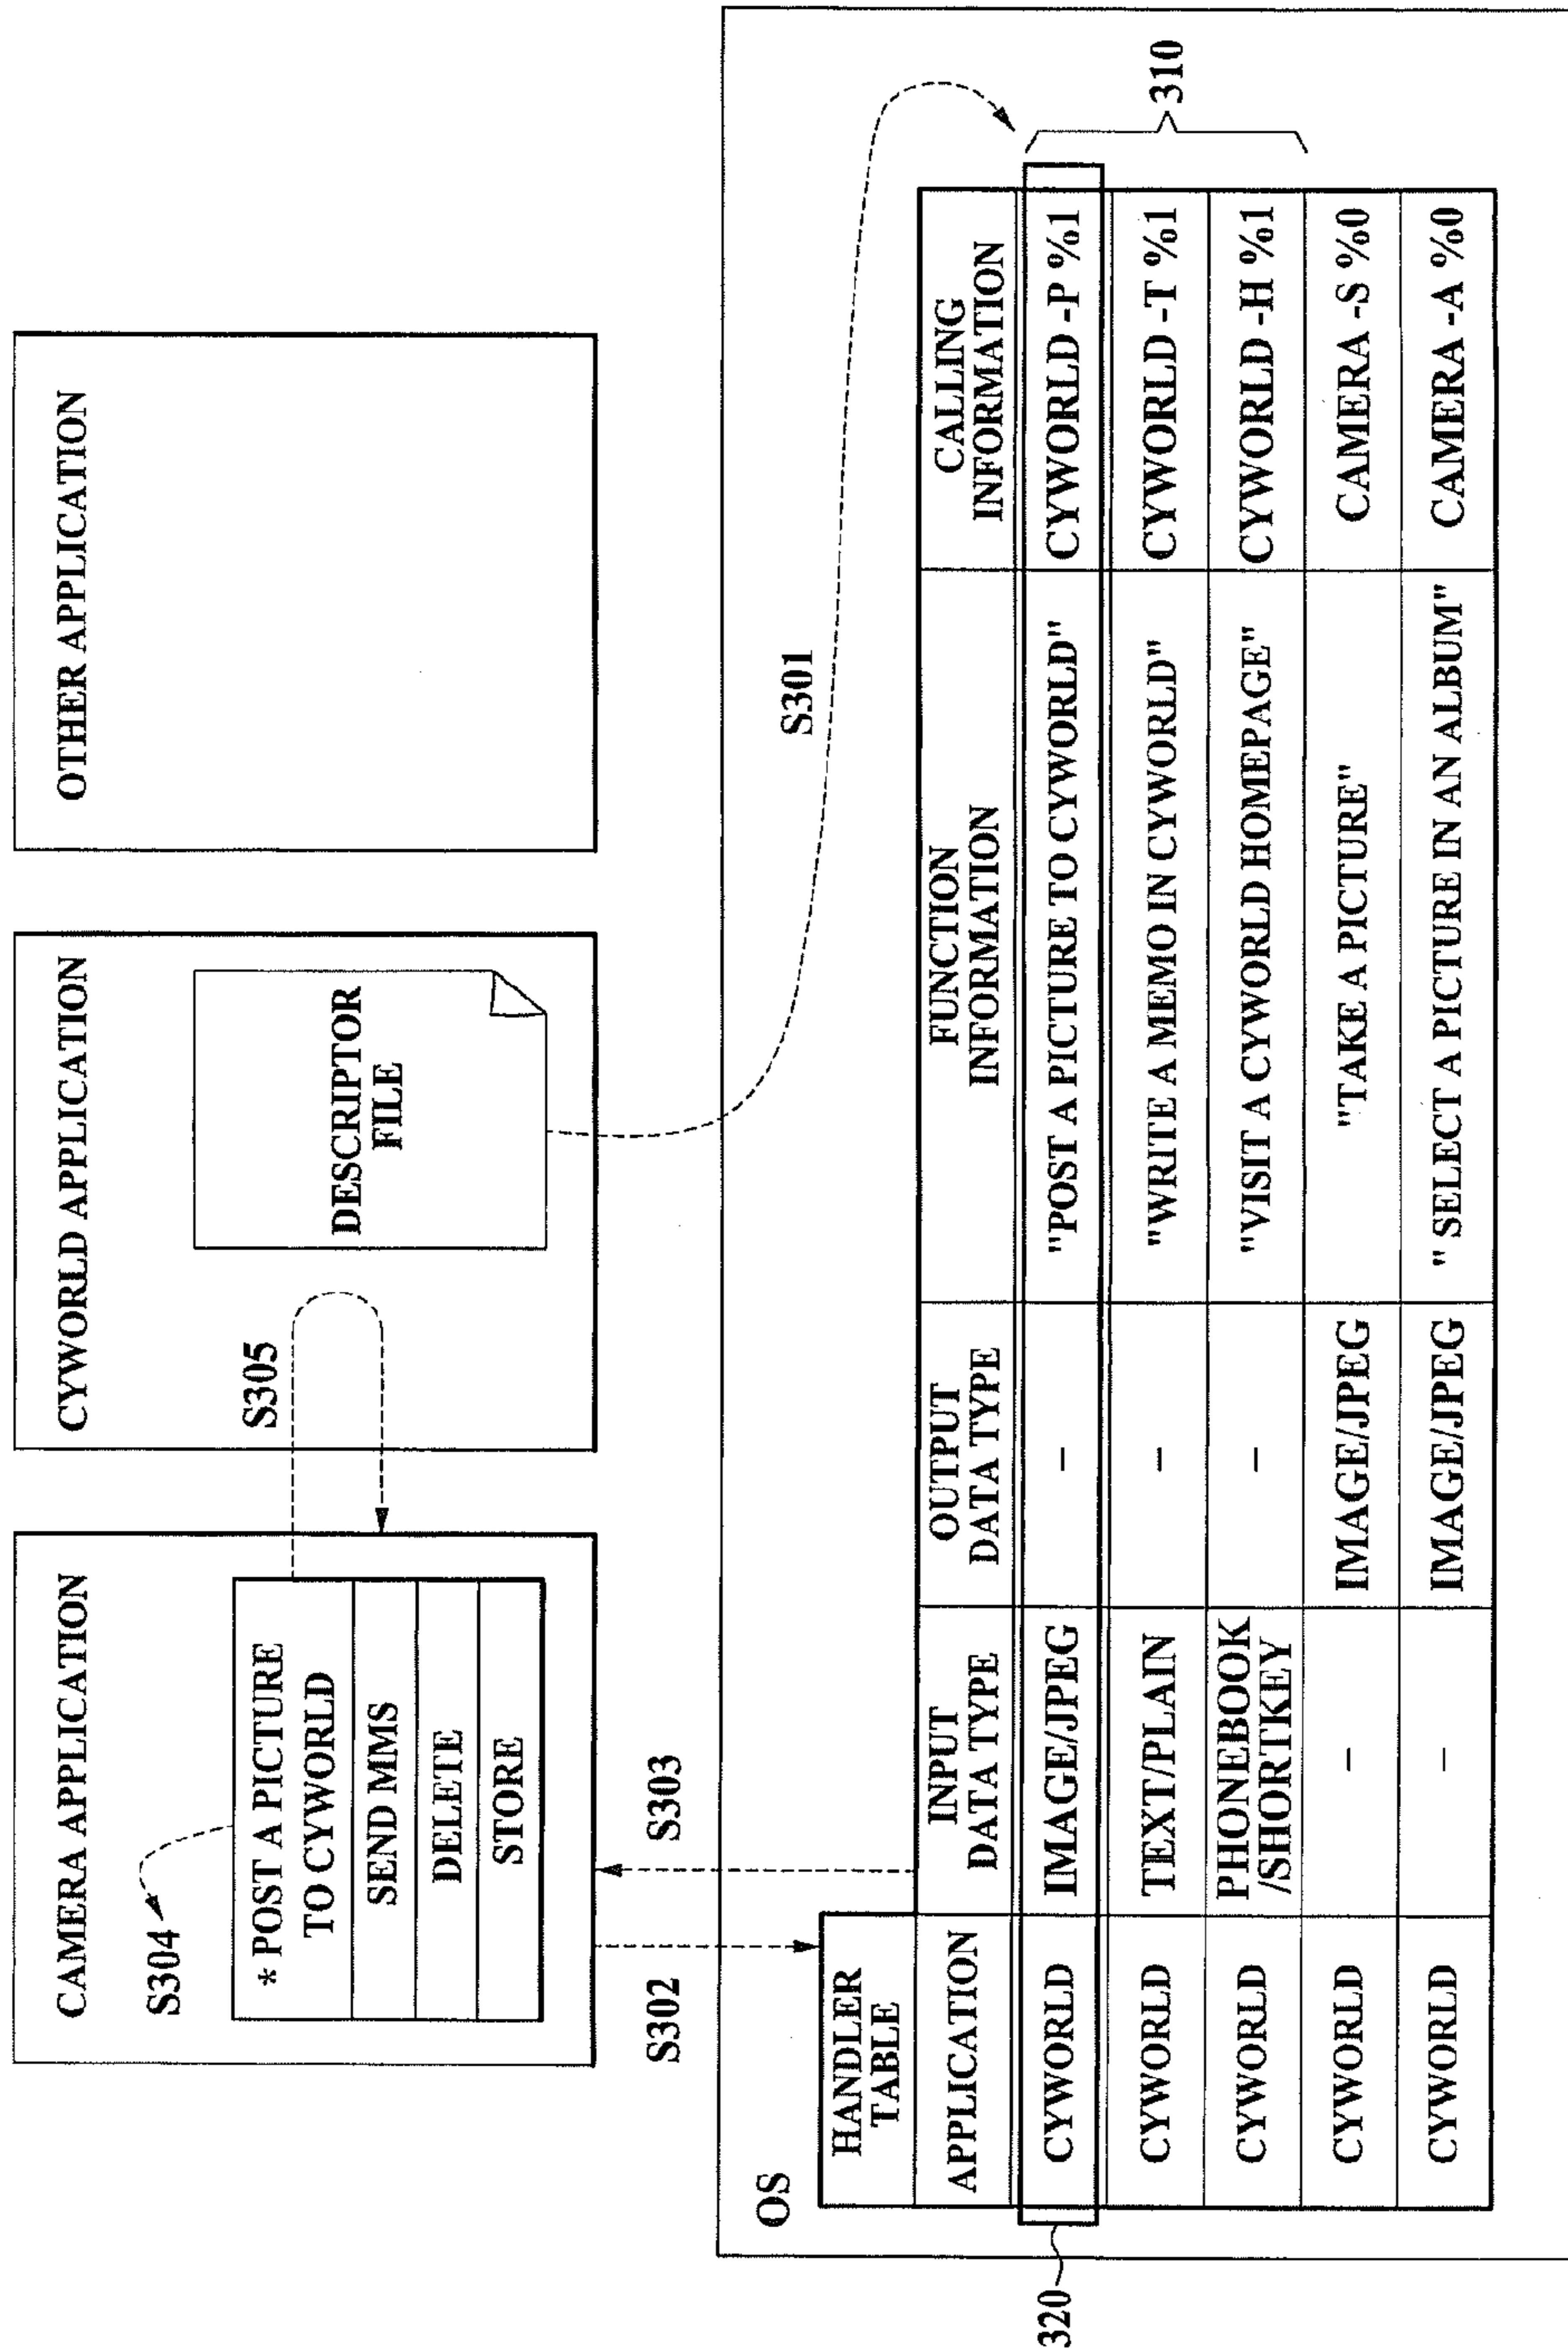 CAMERA APPLICATION
S304
* POST A PICTURE
TO CYWORLD
SEND MMS
DELETE
STORE
CYWORLD APPLICATION
S305
DESCRIPTOR
FILE
OTHER APPLICATION
S302
S303
S301
OS
HANDLER
TABLE
APPLICATION
INPUT
DATA TYPE
OUTPUT
DATA TYPE
FUNCTION
INFORMATION
CALLING
INFORMATION
320
CYWORLD
IMAGE/JPEG
–
"POST A PICTURE TO CYWORLD"
CYWORLD -P %1
CYWORLD
TEXT/PLAIN
–
"WRITE A MEMO IN CYWORLD"
CYWORLD -T %1
310
CYWORLD
PHONEBOOK
/SHORTKEY
–
"VISIT A CYWORLD HOMEPAGE"
CYWORLD -H %1
CYWORLD
–
IMAGE/JPEG
"TAKE A PICTURE"
CAMERA -S %0
CYWORLD
–
IMAGE/JPEG
" SELECT A PICTURE IN AN ALBUM"
CAMERA -A %0